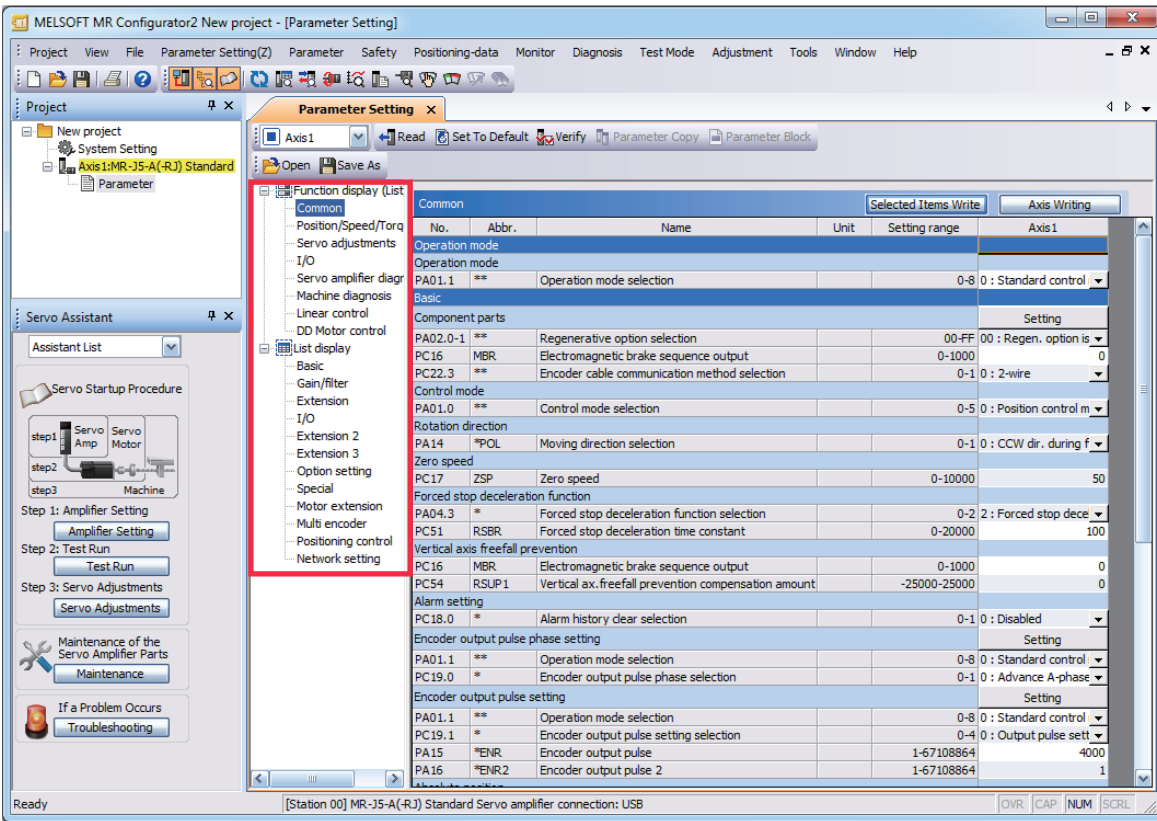 MELSOFT MR Configurator2 New project - [Parameter Setting]
Project View File Parameter Setting(Z) Parameter Safety Positioning-data Monitor Diagnosis Test Mode Adjustment Tools Window Help
Project
New project
System Setting
Axis1:MR-J5-A(-RJ) Standard
Parameter
Servo Assistant
Assistant List
Servo Startup Procedure
step1
Servo Amp
Servo Motor
step2
step3
Machine
Step 1: Amplifier Setting
Amplifier Setting
Step 2: Test Run
Test Run
Step 3: Servo Adjustments
Servo Adjustments
Maintenance of the
Servo Amplifier Parts
Maintenance
If a Problem Occurs
Troubleshooting
Parameter Setting
Axis1 Read Set To Default Verify Parameter Copy Parameter Block
Open Save As
Function display (List
Common
Position/Speed/Torq
Servo adjustments
I/O
Servo amplifier diagr
Machine diagnosis
Linear control
DD Motor control
List display
Basic
Gain/filter
Extension
I/O
Extension 2
Extension 3
Option setting
Special
Motor extension
Multi encoder
Positioning control
Network setting
Common Selected Items Write Axis Writing
No. Abbr. Name Unit Setting range Axis1
Operation mode
Operation mode
PA01.1 ** Operation mode selection 0-8 0 : Standard control
Basic
Component parts Setting
PA02.0-1 ** Regenerative option selection 00-FF 00 : Regen. option is
PC16 MBR Electromagnetic brake sequence output 0-1000 0
PC22.3 ** Encoder cable communication method selection 0-1 0 : 2-wire
Control mode
PA01.0 ** Control mode selection 0-5 0 : Position control m
Rotation direction
PA14 *POL Moving direction selection 0-1 0 : CCW dir. during f
Zero speed
PC17 ZSP Zero speed 0-10000 50
Forced stop deceleration function
PA04.3 * Forced stop deceleration function selection 0-2 2 : Forced stop dece
PC51 RSBR Forced stop deceleration time constant 0-20000 100
Vertical axis freefall prevention
PC16 MBR Electromagnetic brake sequence output 0-1000 0
PC54 RSUP1 Vertical ax.freefall prevention compensation amount -25000-25000 0
Alarm setting
PC18.0 * Alarm history clear selection 0-1 0 : Disabled
Encoder output pulse phase setting Setting
PA01.1 ** Operation mode selection 0-8 0 : Standard control
PC19.0 * Encoder output pulse phase selection 0-1 0 : Advance A-phase
Encoder output pulse setting Setting
PA01.1 ** Operation mode selection 0-8 0 : Standard control
PC19.1 * Encoder output pulse setting selection 0-4 0 : Output pulse sett
PA15 *ENR Encoder output pulse 1-67108864 4000
PA16 *ENR2 Encoder output pulse 2 1-67108864 1
Absolute position
Ready [Station 00] MR-J5-A(-RJ) Standard Servo amplifier connection: USB OVR CAP NUM SCRL